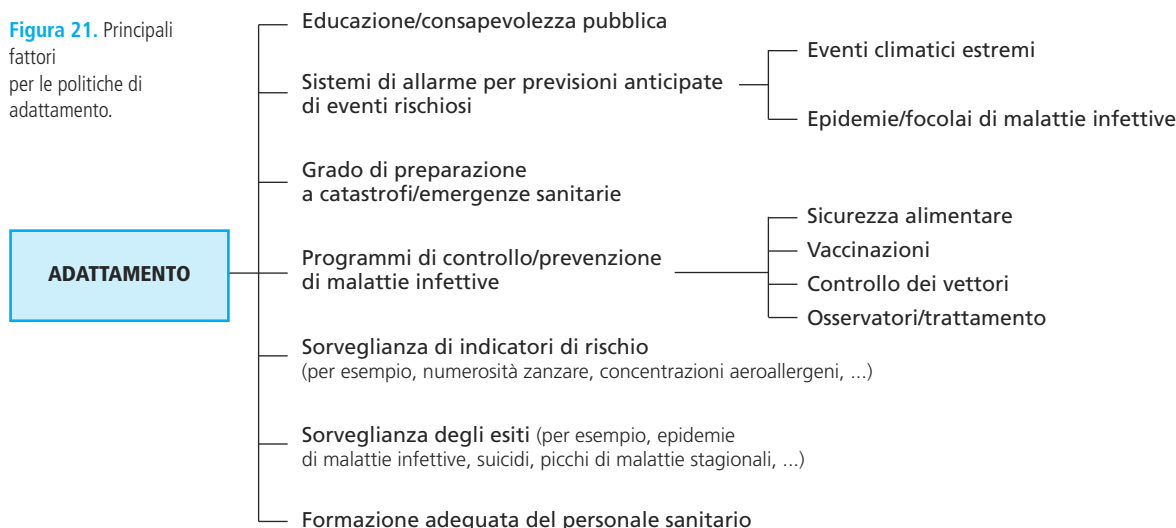 Figura 21. Principali
fattori
per le politiche di
adattamento.
ADATTAMENTO
Educazione/consapevolezza pubblica
Sistemi di allarme per previsioni anticipate
di eventi rischiosi
Eventi climatici estremi
Epidemie/focolai di malattie infettive
Grado di preparazione
a catastrofi/emergenze sanitarie
Programmi di controllo/prevenzione
di malattie infettive
Sicurezza alimentare
Vaccinazioni
Controllo dei vettori
Osservatori/trattamento
Sorveglianza di indicatori di rischio
(per esempio, numerosità zanzare, concentrazioni aeroallergeni, ...)
Sorveglianza degli esiti (per esempio, epidemie
di malattie infettive, suicidi, picchi di malattie stagionali, ...)
Formazione adeguata del personale sanitario